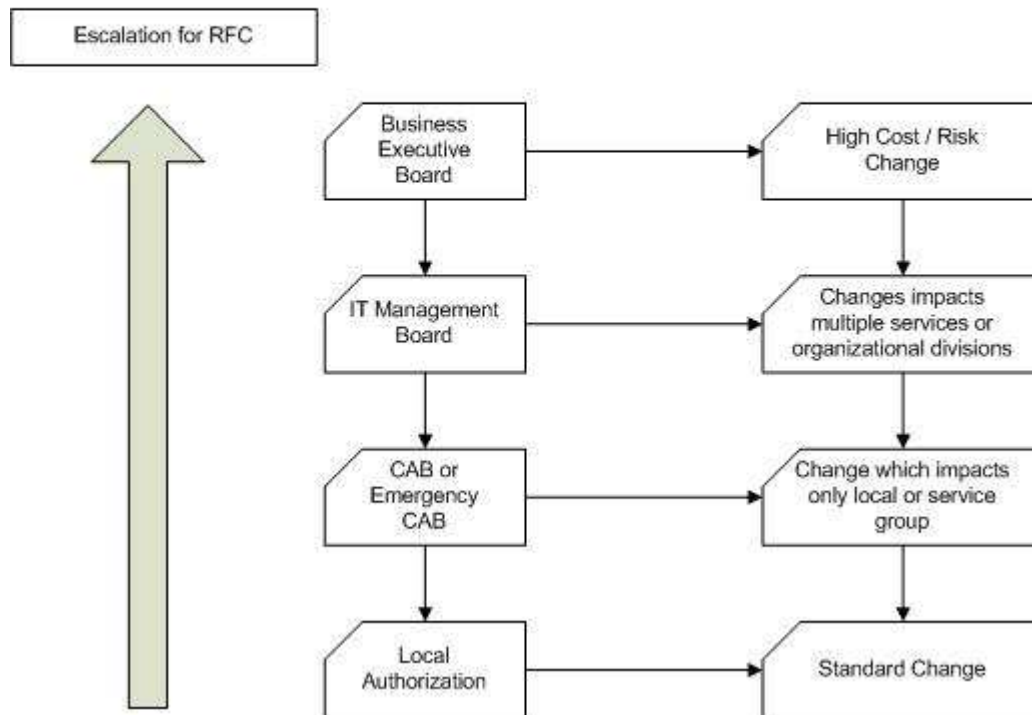 Escalation for RFC
Business
Executive
Board
High Cost / Risk
Change
IT Management
Board
Changes impacts
multiple services or
organizational divisions
CAB or
Emergency
CAB
Change which impacts
only local or service
group
Local
Authorization
Standard Change